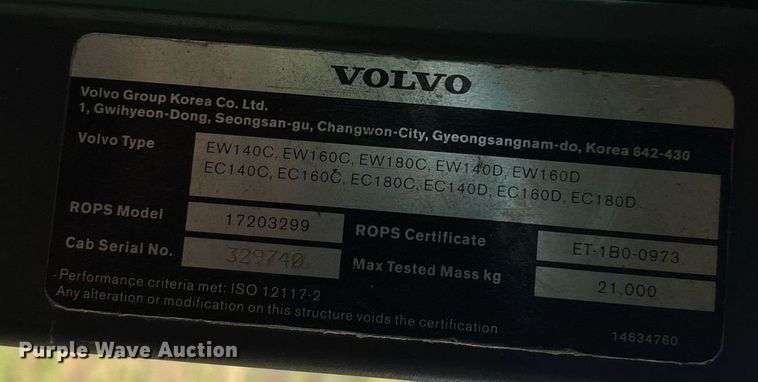 VOLVO
Volvo Group Korea Co. Ltd.
1, Gwihyeon-Dong, Seongsan-gu, Changwon-City, Gyeongsangnam-do, Korea 642-430
Volvo Type
EW140C, EW160C, EW180C, EW140D, EW160D
EC140C, EC160C, EC180C, EC140D, EC160D, EC180D
ROPS Model 17203299 ROPS Certificate ET-1B0-0973
Cab Serial No. 329740 Max Tested Mass kg 21,000
- Performance criteria met: ISO 12117-2
Any alteration or modification on this structure voids the certification
14634760
Purple Wave Auction